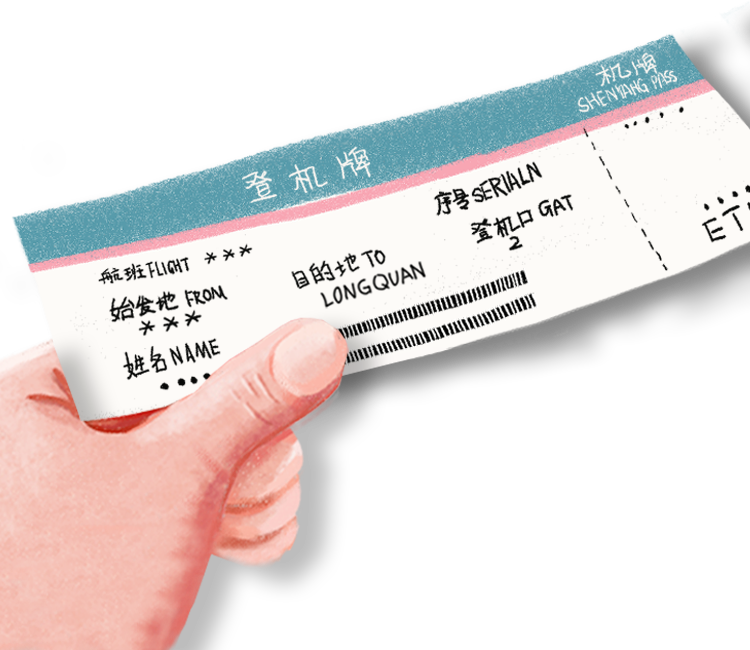 登机牌
机牌
SHENYANG PASS
航班 FLIGHT ***
始发地 FROM
***
姓名 NAME
目的地 TO
LONGQUAN
序号 SERIALN
登机口 GAT
2
ET